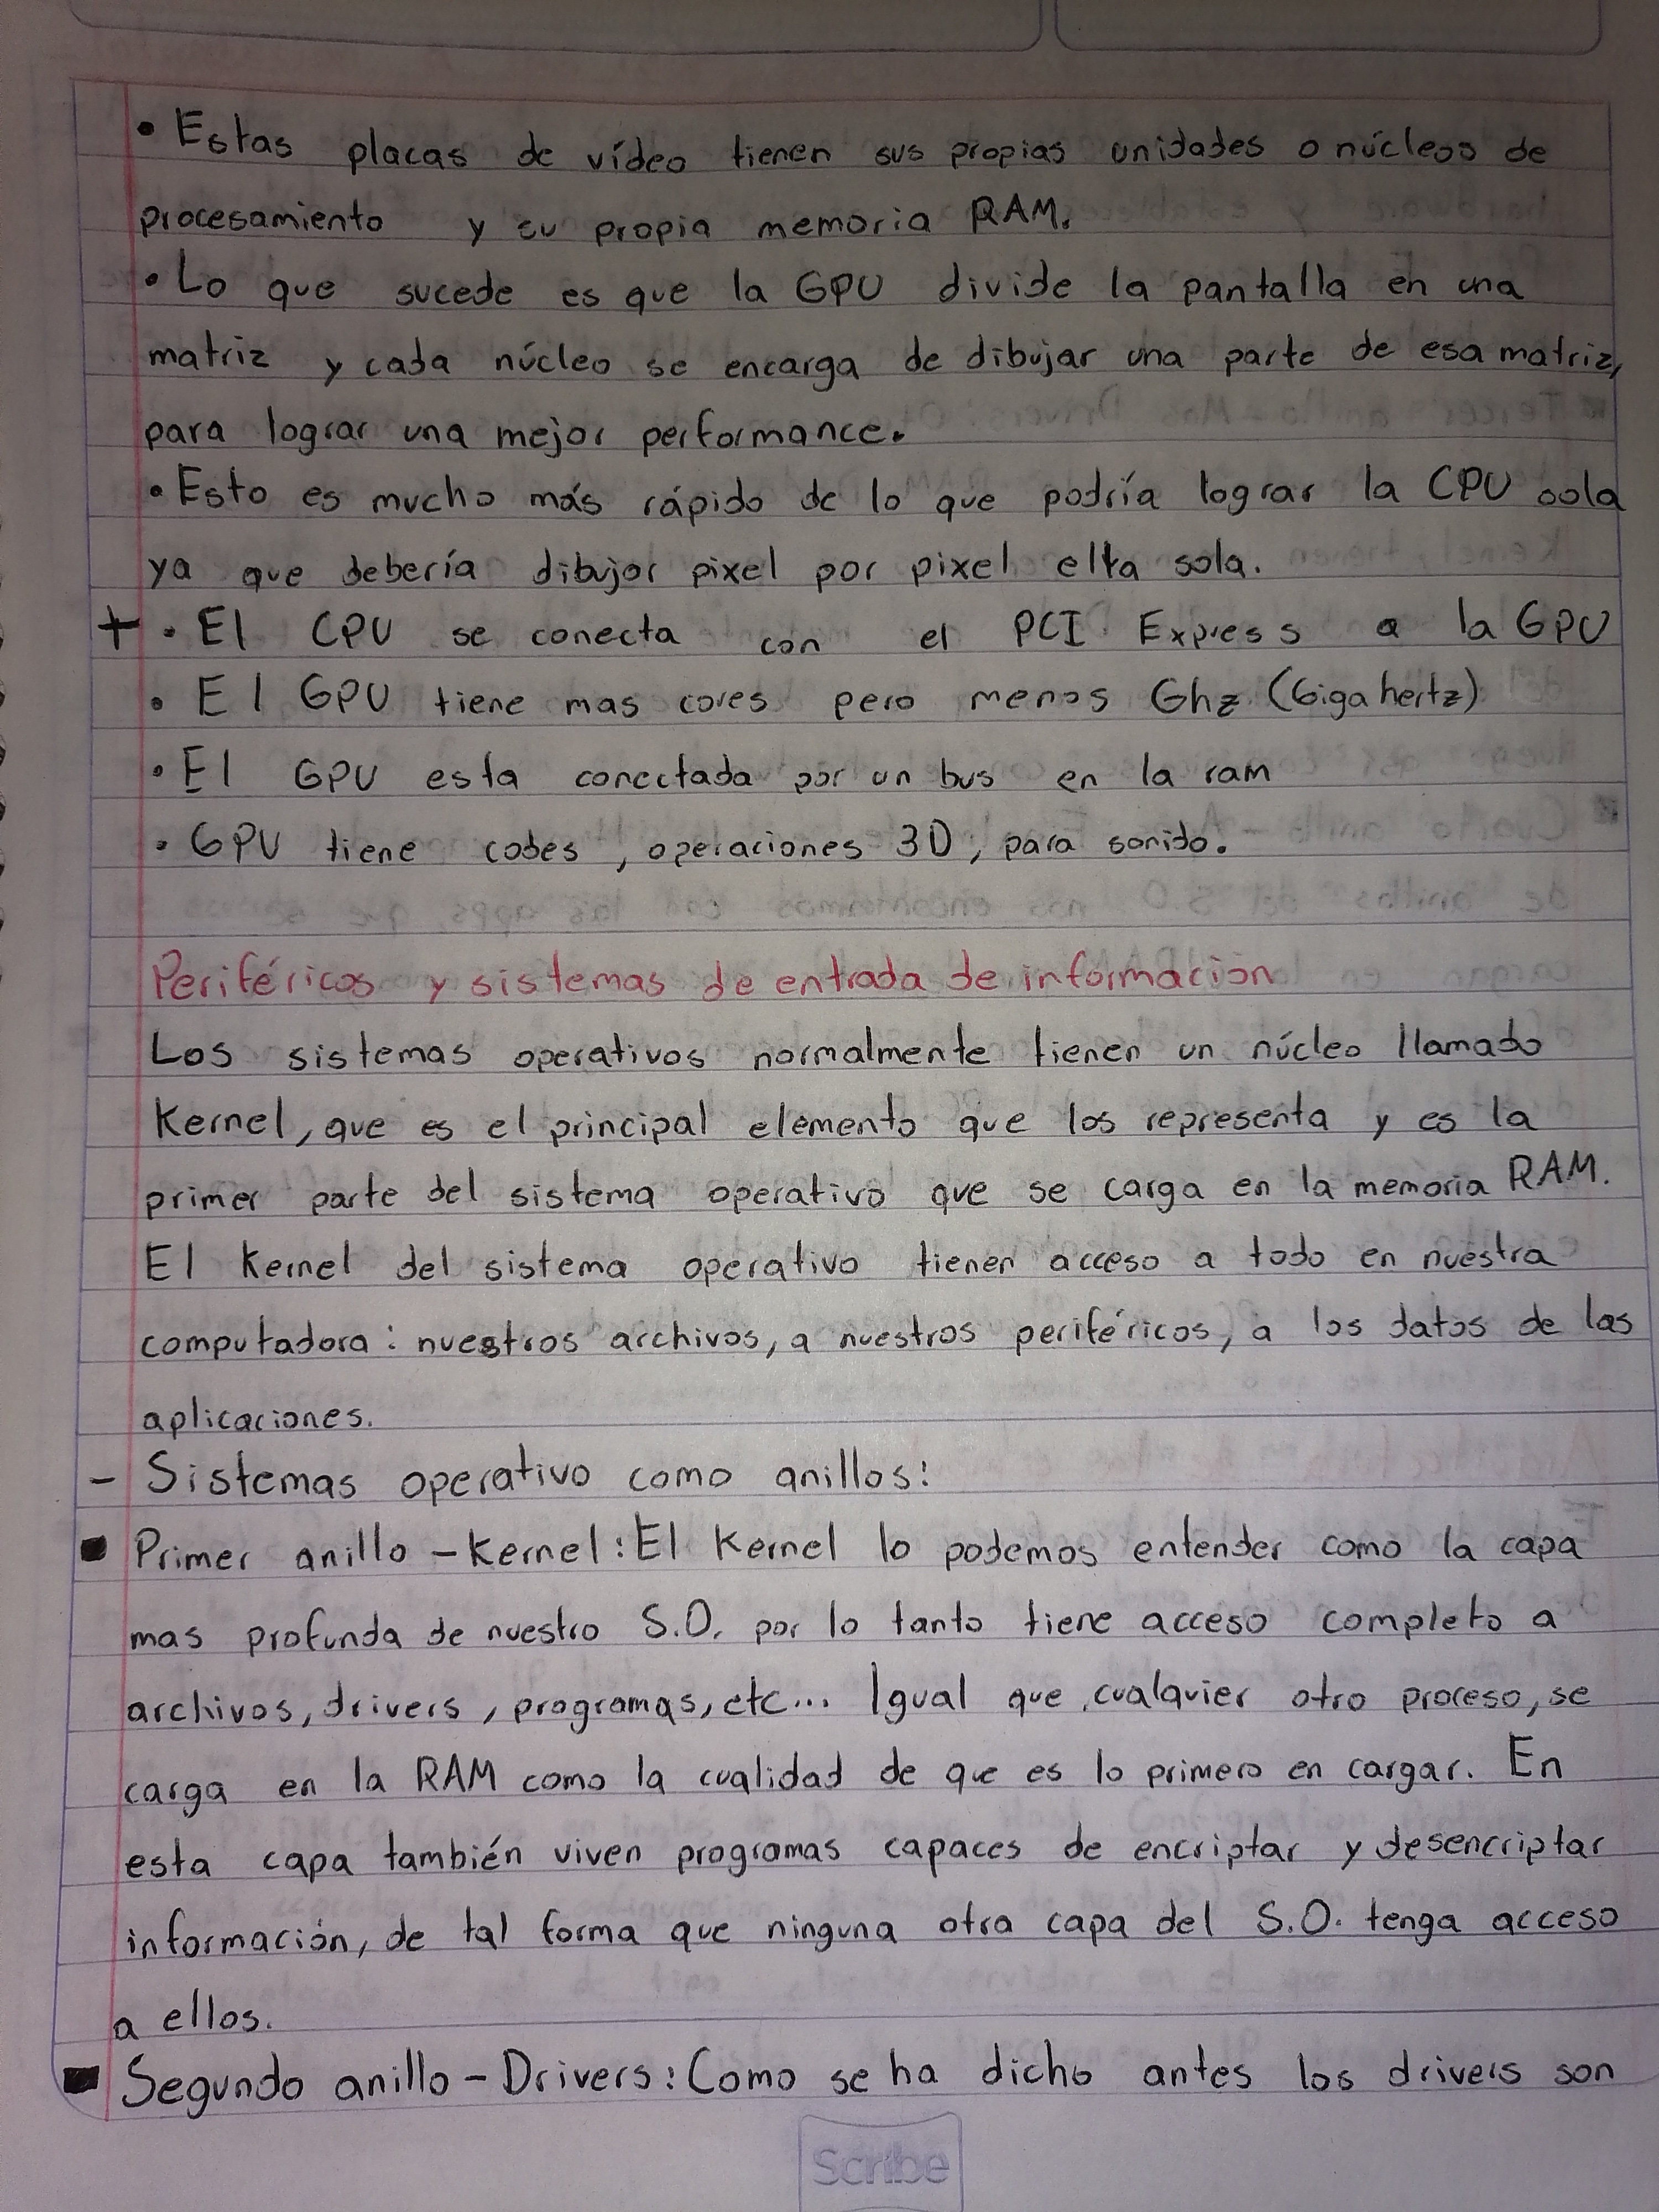 • Estas placas de vídeo tienen sus propias unidades o núcleos de
procesamiento y su propia memoria RAM.
• Lo que sucede es que la GPU divide la pantalla en una
matriz y cada núcleo se encarga de dibujar una parte de esa matriz,
para lograr una mejor performance.
• Esto es mucho más rápido de lo que podría lograr la CPU sola
ya que debería dibujar pixel por pixel ella sola.
+ • El CPU se conecta con el PCI Express a la GPU
• El GPU tiene mas cores pero menos Ghz (Gigahertz)
• El GPU esta conectada por un bus en la ram
• GPU tiene codes, operaciones 3D, para sonido.
Periféricos y sistemas de entrada de información
Los sistemas operativos normalmente tienen un núcleo llamado
Kernel, que es el principal elemento que los representa y es la
primer parte del sistema operativo que se carga en la memoria RAM.
El kernel del sistema operativo tienen acceso a todo en nuestra
computadora: nuestros archivos, a nuestros periféricos, a los datos de las
aplicaciones.
- Sistemas operativo como anillos:
▪ Primer anillo - Kernel: El Kernel lo podemos entender como la capa
mas profunda de nuestro S.O. por lo tanto tiene acceso completo a
archivos, drivers, programas, etc... Igual que cualquier otro proceso, se
carga en la RAM como la cualidad de que es lo primero en cargar. En
esta capa también viven programas capaces de encriptar y desencriptar
información, de tal forma que ninguna otra capa del S.O. tenga acceso
a ellos.
▪ Segundo anillo - Drivers: Como se ha dicho antes los drivers son
Scribe